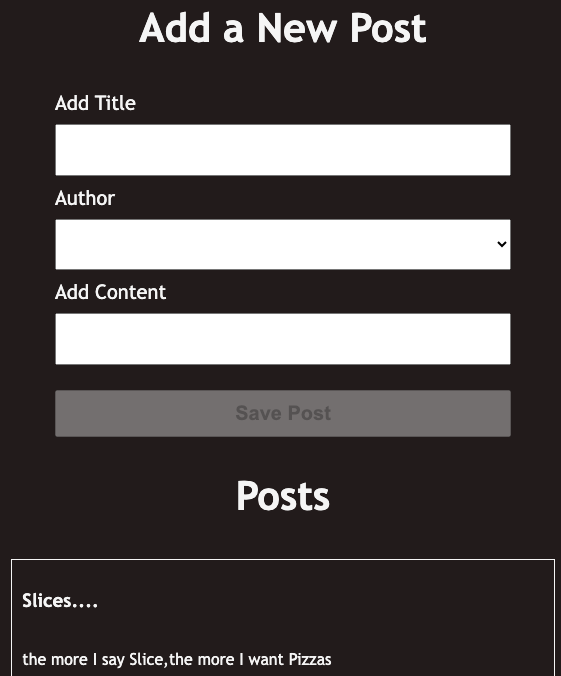 Add a New Post
Add Title
Author
Add Content
Save Post
Posts
Slices....
the more I say Slice,the more I want Pizzas